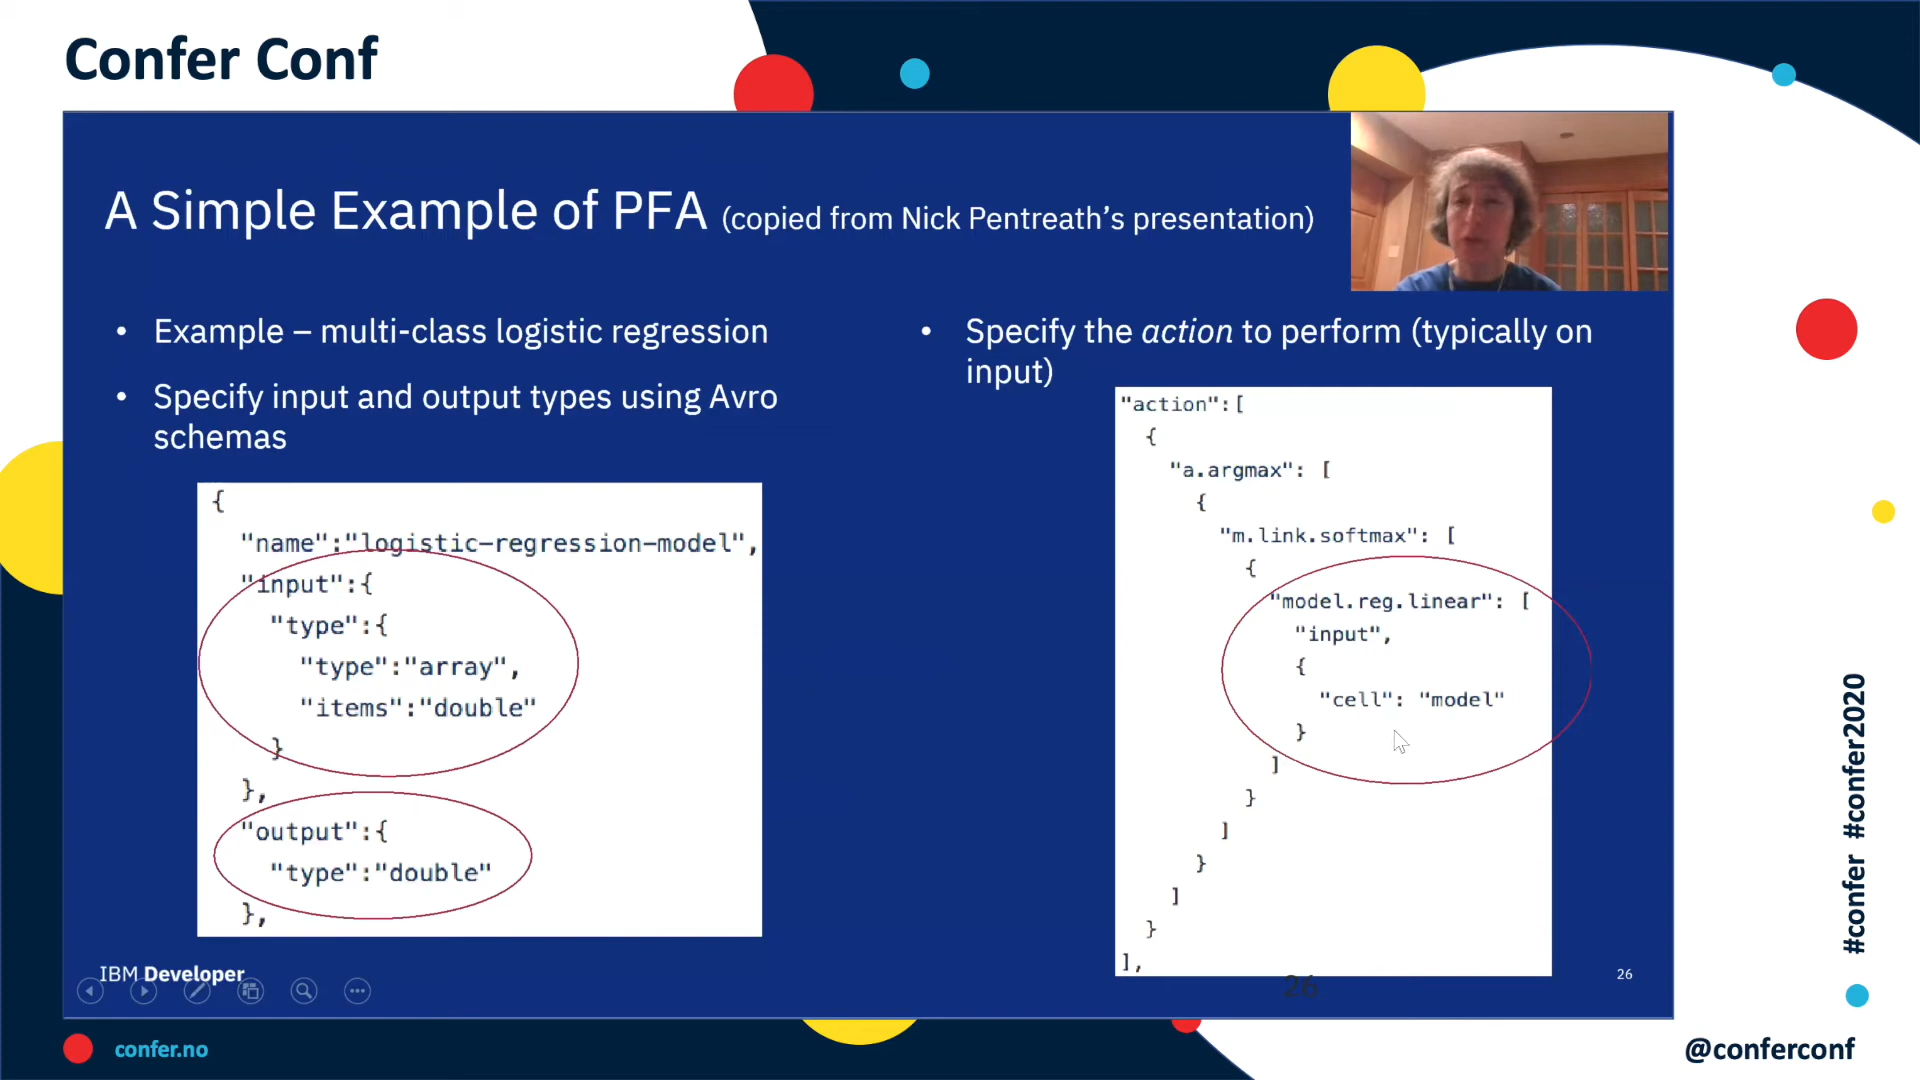 Confer Conf
A Simple Example of PFA (copied from Nick Pentreath's presentation)
• Example – multi-class logistic regression
• Specify input and output types using Avro
schemas
{
"name":"logistic-regression-model",
"input":{
"type":{
"type":"array",
"items":"double"
}
},
"output":{
"type":"double"
},
• Specify the action to perform (typically on
input)
"action":[
{
"a.argmax": [
{
"m.link.softmax": [
{
"model.reg.linear": [
"input",
{
"cell": "model"
}
]
}
]
}
]
}
],
IBM Developer
26
26
#confer #confer2020
confer.no
@conferconf